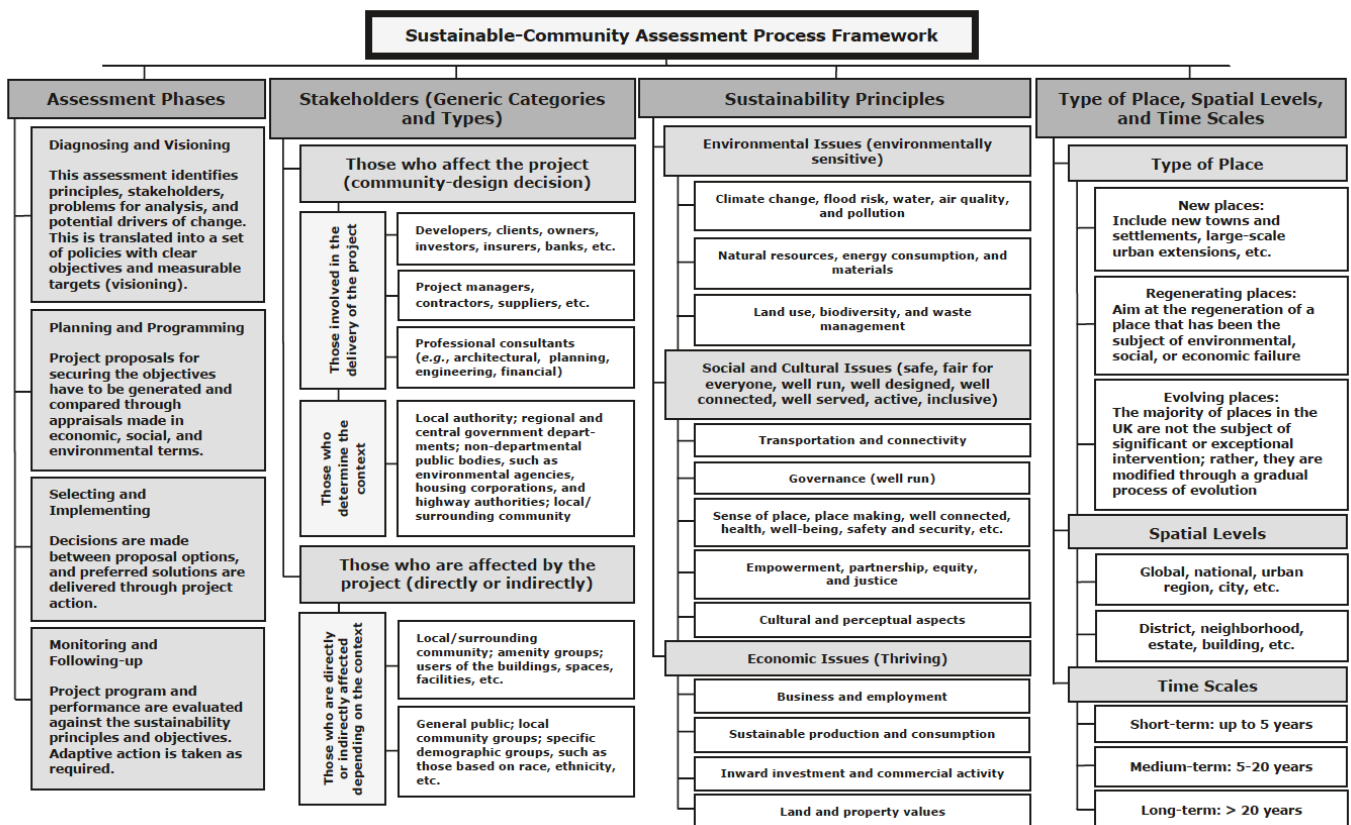 Sustainable-Community Assessment Process Framework
Assessment Phases
Diagnosing and Visioning
This assessment identifies
principles, stakeholders,
problems for analysis, and
potential drivers of change.
This is translated into a set
of policies with clear
objectives and measurable
targets (visioning).
Planning and Programming
Project proposals for
securing the objectives
have to be generated and
compared through
appraisals made in
economic, social, and
environmental terms.
Selecting and
Implementing
Decisions are made
between proposal options,
and preferred solutions are
delivered through project
action.
Monitoring and
Following-up
Project program and
performance are evaluated
against the sustainability
principles and objectives.
Adaptive action is taken as
required.
Stakeholders (Generic Categories
and Types)
Those who affect the project
(community-design decision)
Those involved in the
delivery of the project
Developers, clients, owners,
investors, insurers, banks, etc.
Project managers,
contractors, suppliers, etc.
Professional consultants
(e.g., architectural, planning,
engineering, financial)
Those who
determine the
context
Local authority; regional and
central government depart-
ments; non-departmental
public bodies, such as
environmental agencies,
housing corporations, and
highway authorities; local/
surrounding community
Those who are affected by the
project (directly or indirectly)
Those who are directly
or indirectly affected
depending on the context
Local/surrounding
community; amenity groups;
users of the buildings, spaces,
facilities, etc.
General public; local
community groups; specific
demographic groups, such as
those based on race, ethnicity,
etc.
Sustainability Principles
Environmental Issues (environmentally
sensitive)
Climate change, flood risk, water, air quality,
and pollution
Natural resources, energy consumption, and
materials
Land use, biodiversity, and waste
management
Social and Cultural Issues (safe, fair for
everyone, well run, well designed, well
connected, well served, active, inclusive)
Transportation and connectivity
Governance (well run)
Sense of place, place making, well connected,
health, well-being, safety and security, etc.
Empowerment, partnership, equity,
and justice
Cultural and perceptual aspects
Economic Issues (Thriving)
Business and employment
Sustainable production and consumption
Inward investment and commercial activity
Land and property values
Type of Place, Spatial Levels,
and Time Scales
Type of Place
New places:
Include new towns and
settlements, large-scale
urban extensions, etc.
Regenerating places:
Aim at the regeneration of a
place that has been the
subject of environmental,
social, or economic failure
Evolving places:
The majority of places in the
UK are not the subject of
significant or exceptional
intervention; rather, they are
modified through a gradual
process of evolution
Spatial Levels
Global, national, urban
region, city, etc.
District, neighborhood,
estate, building, etc.
Time Scales
Short-term: up to 5 years
Medium-term: 5-20 years
Long-term: > 20 years